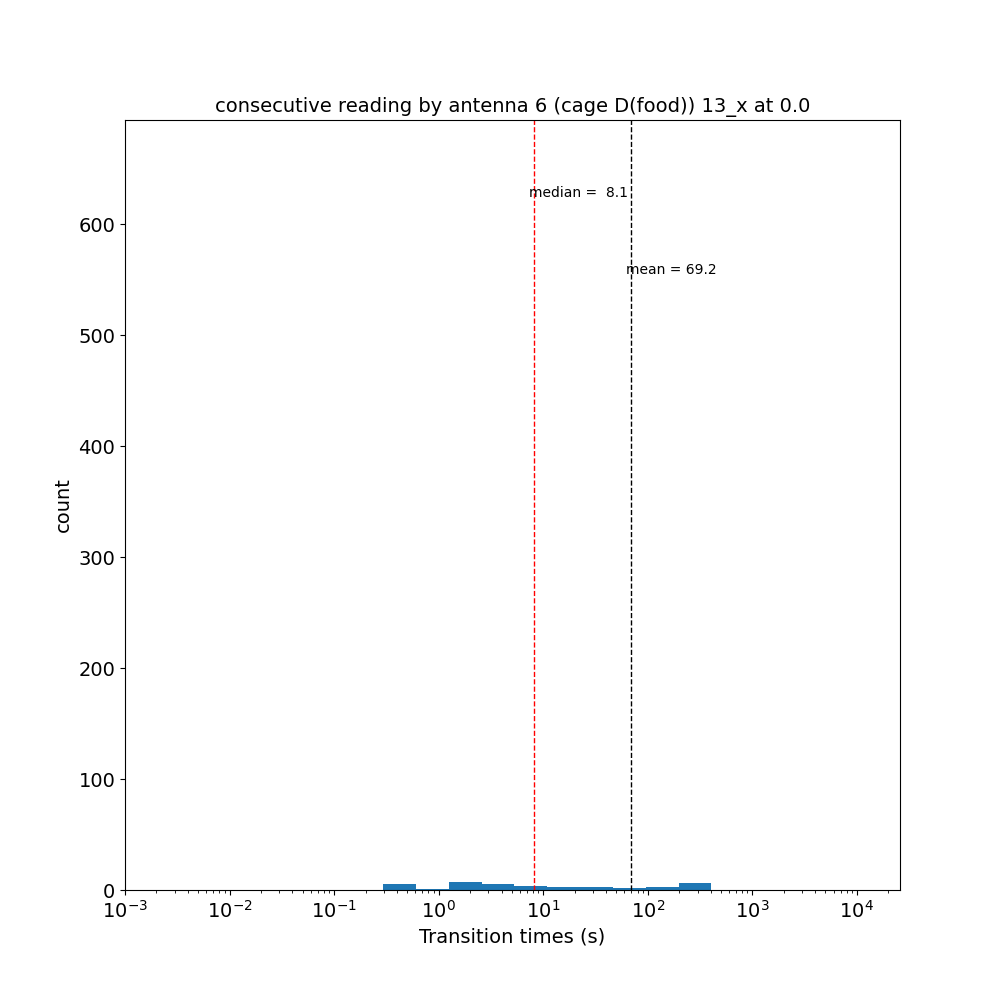 consecutive reading by antenna 6 (cage D(food)) 13_x at 0.0
median =  8.1
mean = 69.2
600
500
400
300
200
100
0
count
10⁻³ 10⁻² 10⁻¹ 10⁰ 10¹ 10² 10³ 10⁴
Transition times (s)